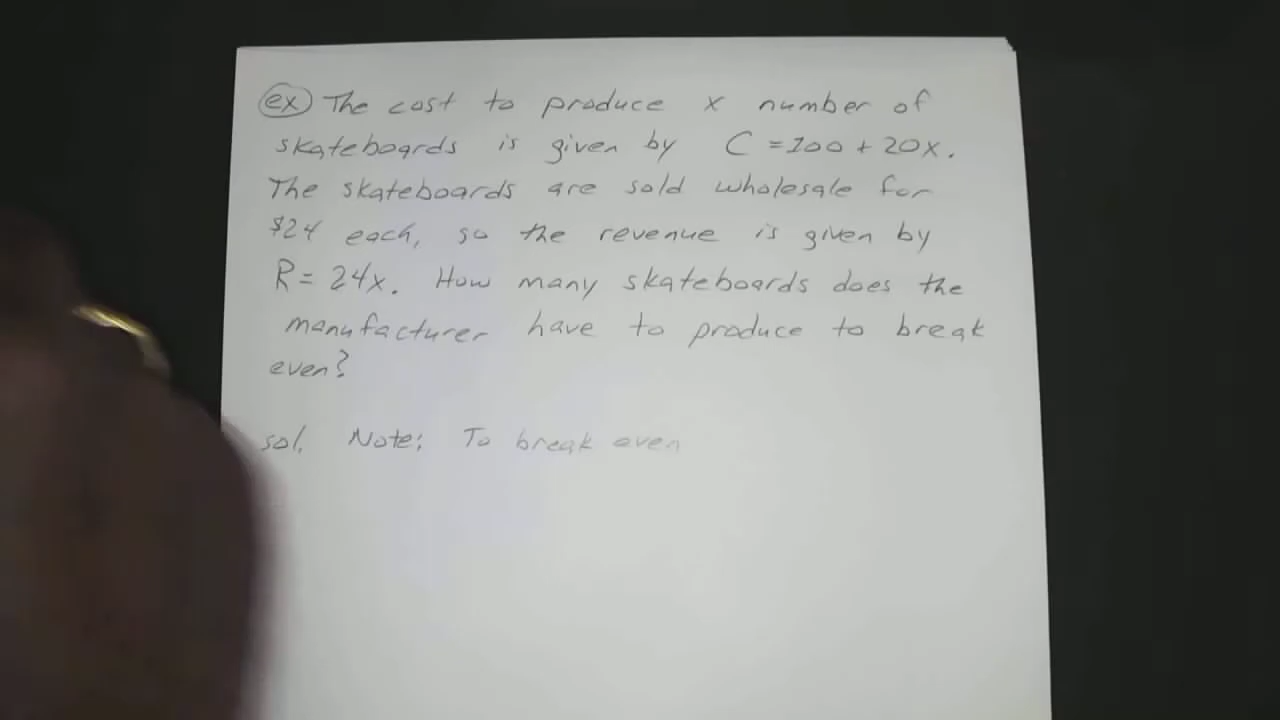 ex The cost to produce x number of
skateboards is given by C = 100 + 20x.
The skateboards are sold wholesale for
$24 each, so the revenue is given by
R = 24x. How many skateboards does the
manufacturer have to produce to break
even?
sol. Note: To break even